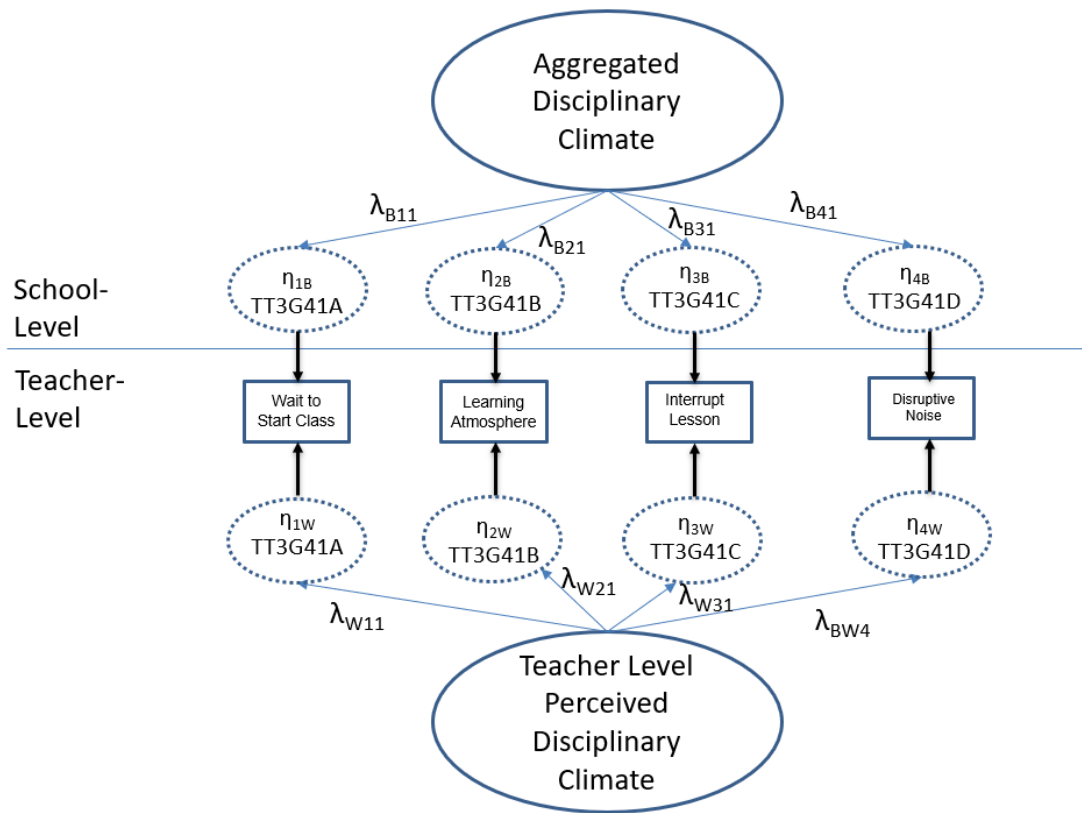 Aggregated
Disciplinary
Climate
λB11
λB21
λB31
λB41
School-
Level
η1B
TT3G41A
η2B
TT3G41B
η3B
TT3G41C
η4B
TT3G41D
Teacher-
Level
Wait to
Start Class
Learning
Atmosphere
Interrupt
Lesson
Disruptive
Noise
η1W
TT3G41A
η2W
TT3G41B
η3W
TT3G41C
η4W
TT3G41D
λW11
λW21
λW31
λBW4
Teacher Level
Perceived
Disciplinary
Climate